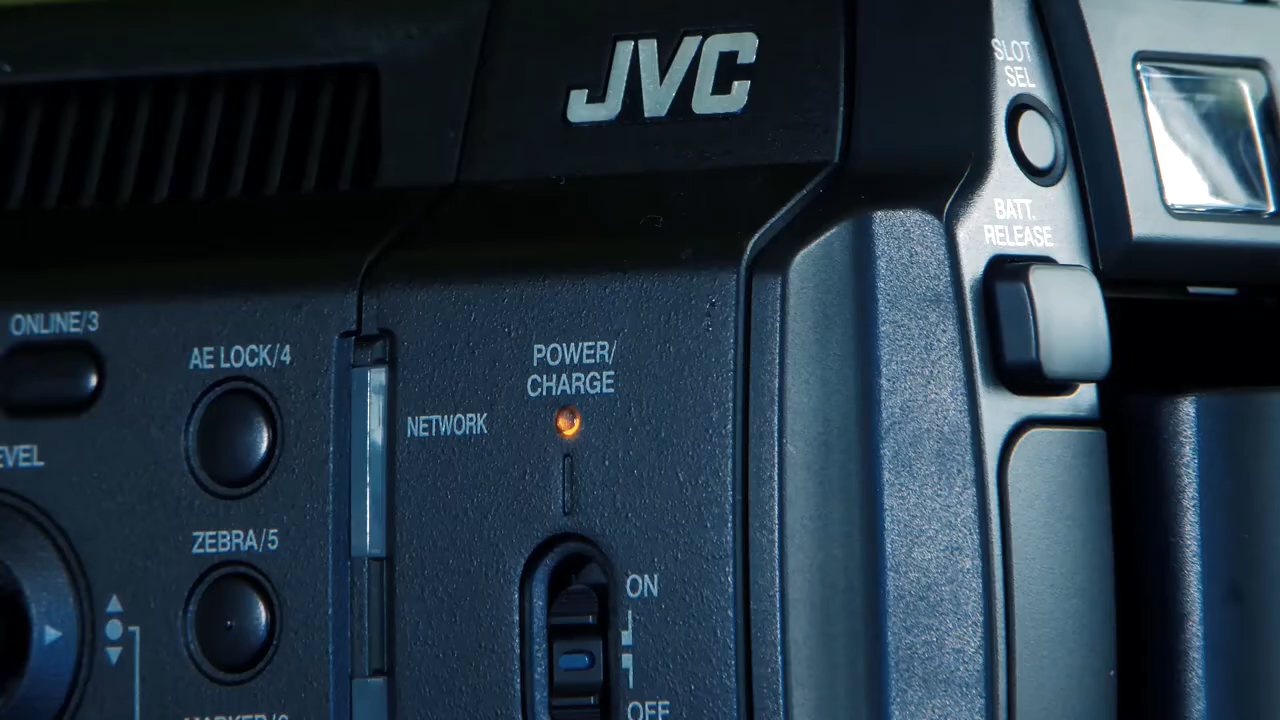 JVC
SLOT
SEL
BATT.
RELEASE
ONLINE/3
AE LOCK/4
POWER/
CHARGE
NETWORK
EVEL
ZEBRA/5
ON
OFF